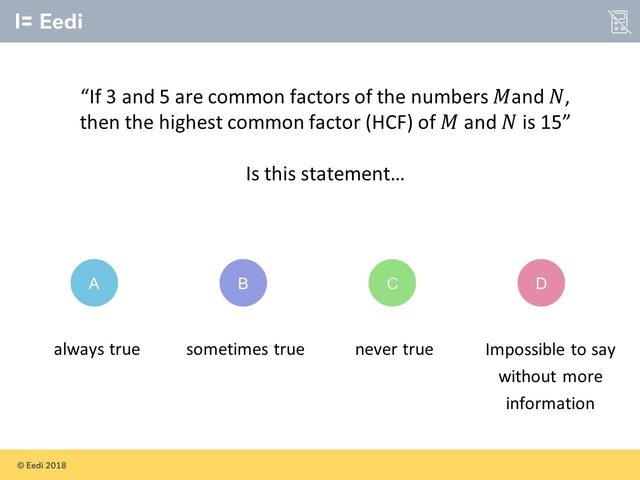 Eedi
“If 3 and 5 are common factors of the numbers M and N,
then the highest common factor (HCF) of M and N is 15”
Is this statement...
A
B
C
D
always true
sometimes true
never true
Impossible to say
without more
information
© Eedi 2018